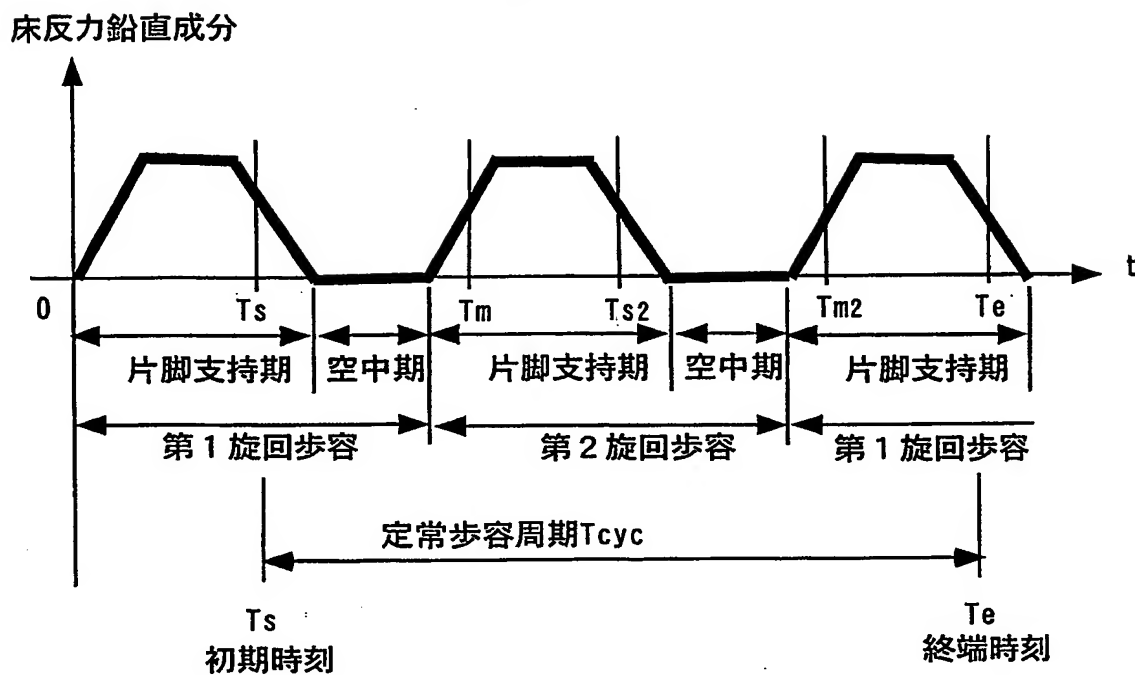 床反力鉛直成分
t
0 Ts Tm Ts2 Tm2 Te
片脚支持期 空中期 片脚支持期 空中期 片脚支持期
第1旋回歩容 第2旋回歩容 第1旋回歩容
定常歩容周期Tcyc
Ts Te
初期時刻 終端時刻